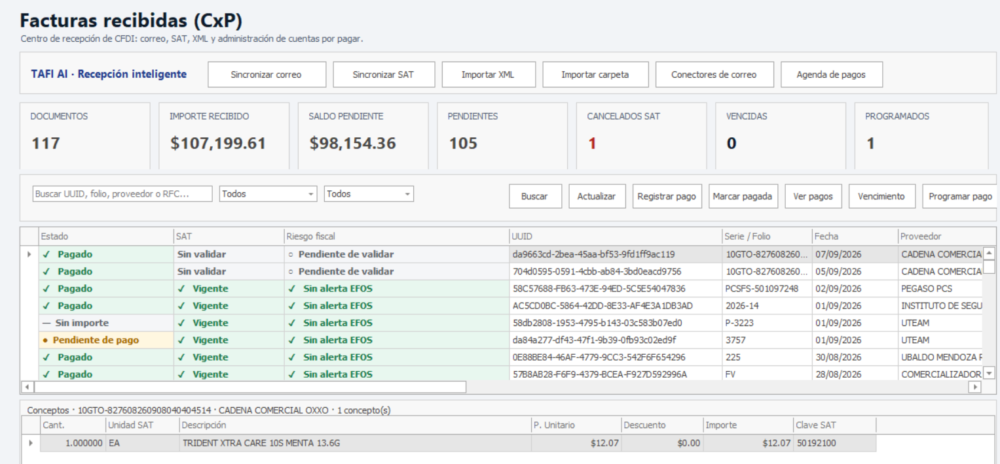 Facturas recibidas (CxP)
Centro de recepción de CFDI: correo, SAT, XML y administración de cuentas por pagar.
TAFI AI · Recepción inteligente Sincronizar correo Sincronizar SAT Importar XML Importar carpeta Conectores de correo Agenda de pagos
DOCUMENTOS IMPORTE RECIBIDO SALDO PENDIENTE PENDIENTES CANCELADOS SAT VENCIDAS PROGRAMADOS
117 $107,199.61 $98,154.36 105 1 0 1
Buscar UUID, folio, proveedor o RFC... Todos Todos Buscar Actualizar Registrar pago Marcar pagada Ver pagos Vencimiento Programar pago
Estado SAT Riesgo fiscal UUID Serie / Folio Fecha Proveedor
✓ Pagado Sin validar ○ Pendiente de validar da9663cd-2bea-45aa-bf53-9fd1ff9ac119 10GTO-827608260... 07/09/2026 CADENA COMERCIA
✓ Pagado Sin validar ○ Pendiente de validar 704d0595-0591-4cbb-ab84-3bd0eacd9756 10GTO-827608260... 05/09/2026 CADENA COMERCIA
✓ Pagado ✓ Vigente ✓ Sin alerta EFOS 58C57688-FB63-473E-94ED-5C5E54047836 PCSFS-501097248 02/09/2026 PEGASO PCS
✓ Pagado ✓ Vigente ✓ Sin alerta EFOS AC5CD0BC-5864-42DD-8E33-AF4E3A1DB3AD 2026-14 01/09/2026 INSTITUTO DE SEGU
— Sin importe ✓ Vigente ✓ Sin alerta EFOS 58db2808-1953-4795-b143-03c583b07ed0 P-3223 01/09/2026 UTEAM
● Pendiente de pago ✓ Vigente ✓ Sin alerta EFOS da84a277-df43-47f1-9b39-0fb93c02ed9f 3757 01/09/2026 UTEAM
✓ Pagado ✓ Vigente ✓ Sin alerta EFOS 0E88BE84-46AF-4779-9CC3-542F6F654296 225 30/08/2026 UBALDO MENDOZA
✓ Pagado ✓ Vigente ✓ Sin alerta EFOS 57B8AB28-F6F9-4379-BCEA-F927D592996A FV 28/08/2026 COMERCIALIZADOR
Conceptos · 10GTO-827608260908040404514 · CADENA COMERCIAL OXXO · 1 concepto(s)
Cant. Unidad SAT Descripción P. Unitario Descuento Importe Clave SAT
1.000000 EA TRIDENT XTRA CARE 10S MENTA 13.6G $12.07 $0.00 $12.07 50192100